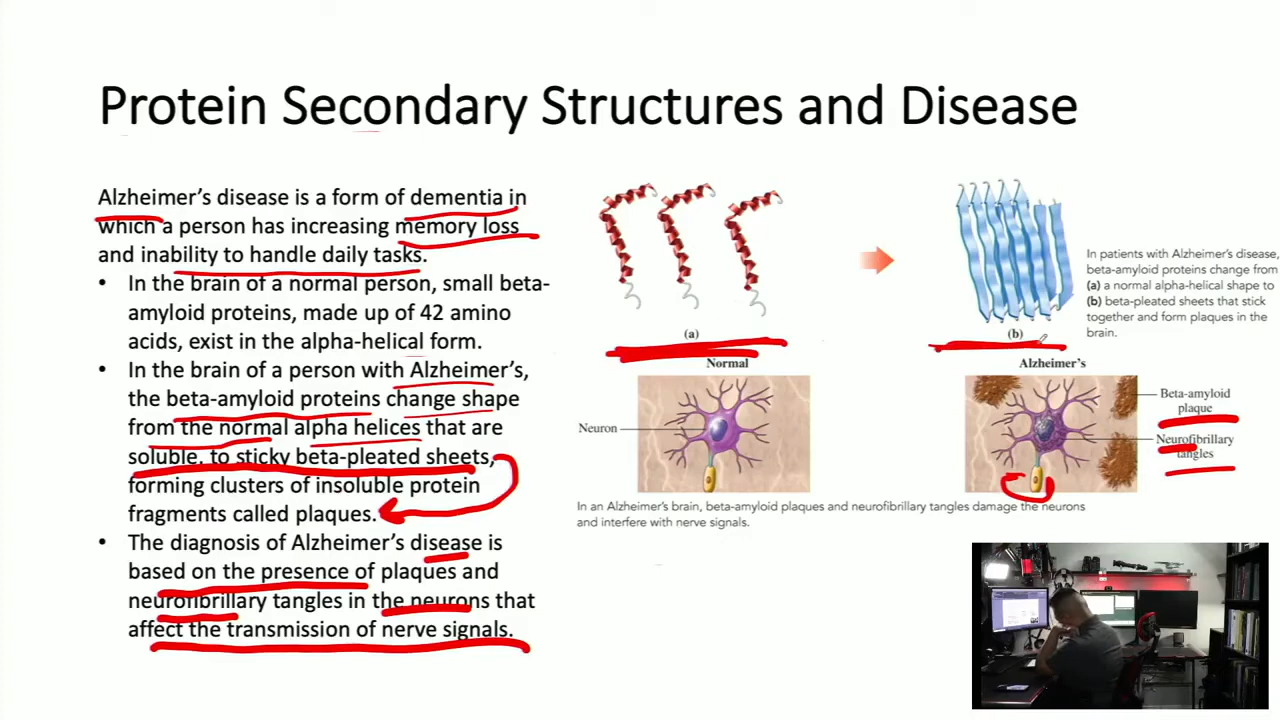 Protein Secondary Structures and Disease
Alzheimer's disease is a form of dementia in
which a person has increasing memory loss
and inability to handle daily tasks.
• In the brain of a normal person, small beta-
amyloid proteins, made up of 42 amino
acids, exist in the alpha-helical form.
• In the brain of a person with Alzheimer's,
the beta-amyloid proteins change shape
from the normal alpha helices that are
soluble, to sticky beta-pleated sheets,
forming clusters of insoluble protein
fragments called plaques.
• The diagnosis of Alzheimer's disease is
based on the presence of plaques and
neurofibrillary tangles in the neurons that
affect the transmission of nerve signals.
(a)
(b)
In patients with Alzheimer's disease,
beta-amyloid proteins change from
(a) a normal alpha-helical shape to
(b) beta-pleated sheets that stick
together and form plaques in the
brain.
Normal
Alzheimer's
Neuron
Beta-amyloid
plaque
Neurofibrillary
tangles
In an Alzheimer's brain, beta-amyloid plaques and neurofibrillary tangles damage the neurons
and interfere with nerve signals.